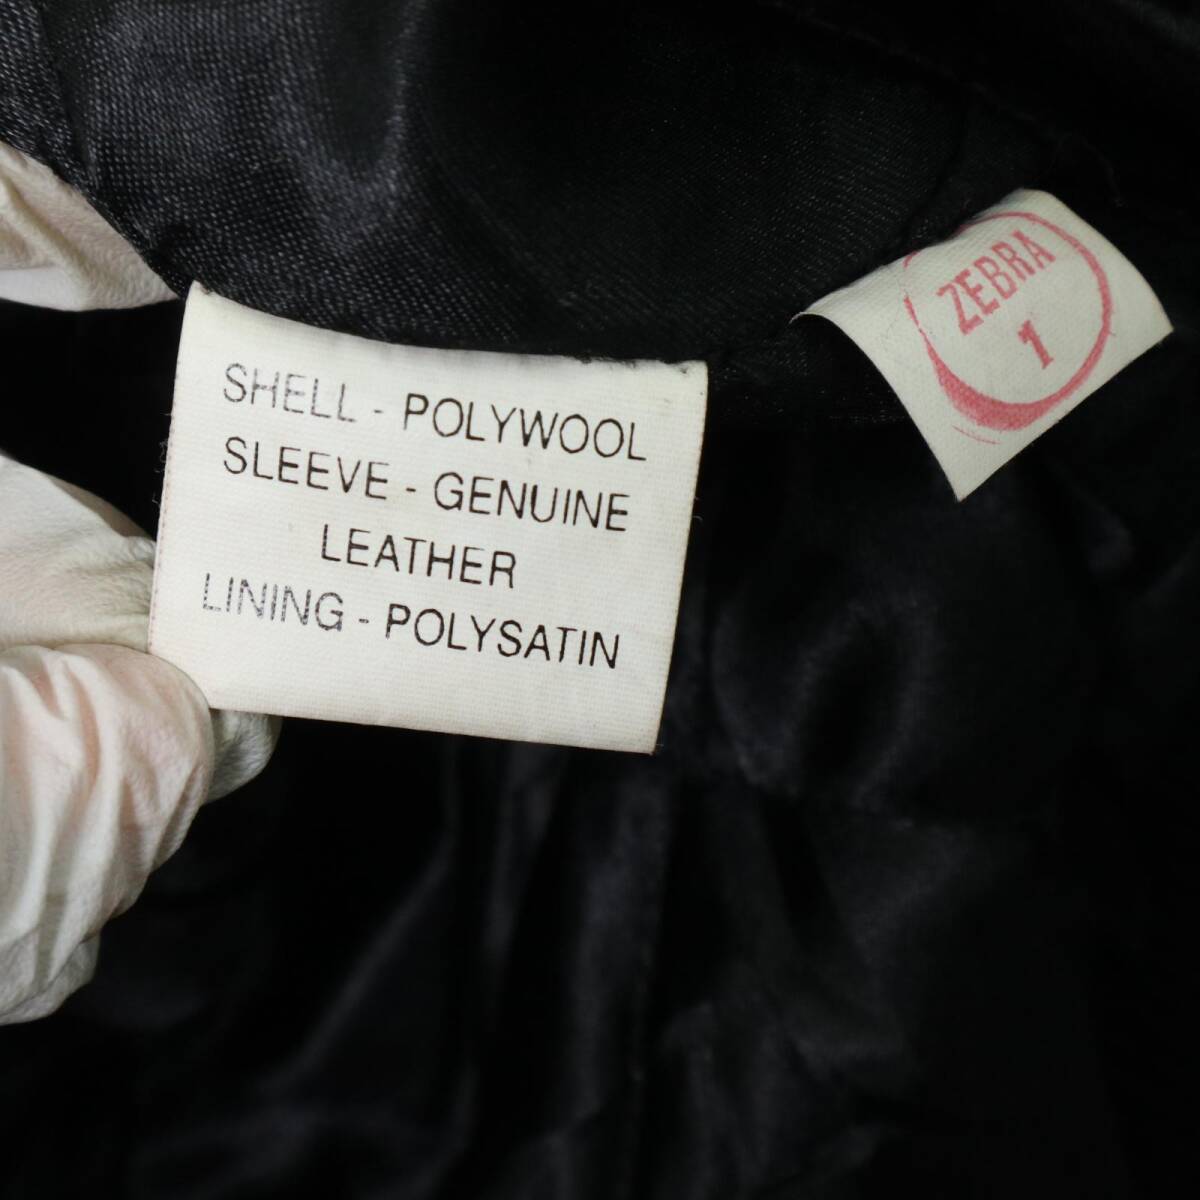 SHELL - POLYWOOL
SLEEVE - GENUINE
LEATHER
LINING - POLYSATIN
ZEBRA
1